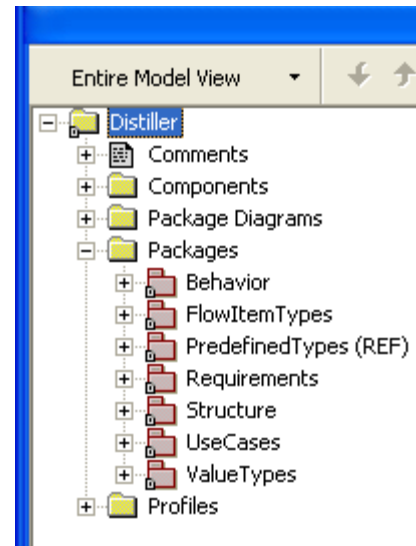 Entire Model View
Distiller
Comments
Components
Package Diagrams
Packages
Behavior
FlowItemTypes
PredefinedTypes (REF)
Requirements
Structure
UseCases
ValueTypes
Profiles